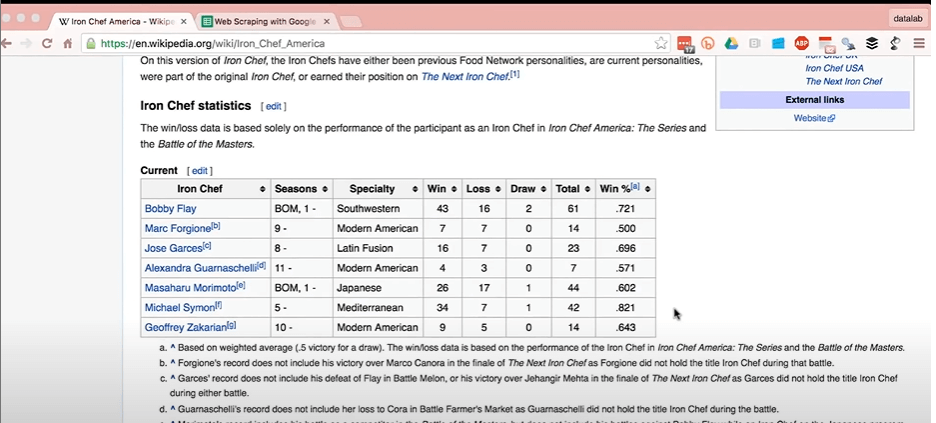 W Iron Chef America - Wikipe ×
Web Scraping with Google ×
datalab
https://en.wikipedia.org/wiki/Iron_Chef_America
17
ABP
On this version of Iron Chef, the Iron Chefs have either been previous Food Network personalities, are current personalities,
were part of the original Iron Chef, or earned their position on The Next Iron Chef.[1]
Iron Chef USA
The Next Iron Chef
External links
Website
Iron Chef statistics [ edit ]
The win/loss data is based solely on the performance of the participant as an Iron Chef in Iron Chef America: The Series and
the Battle of the Masters.
Current [ edit ]
Iron Chef Seasons Specialty Win Loss Draw Total Win %[a]
Bobby Flay BOM, 1 - Southwestern 43 16 2 61 .721
Marc Forgione[b] 9 - Modern American 7 7 0 14 .500
Jose Garces[c] 8 - Latin Fusion 16 7 0 23 .696
Alexandra Guarnaschelli[d] 11 - Modern American 4 3 0 7 .571
Masaharu Morimoto[e] BOM, 1 - Japanese 26 17 1 44 .602
Michael Symon[f] 5 - Mediterranean 34 7 1 42 .821
Geoffrey Zakarian[g] 10 - Modern American 9 5 0 14 .643
a. ^ Based on weighted average (.5 victory for a draw). The win/loss data is based on the performance of the Iron Chef in Iron Chef America: The Series and the Battle of the Masters.
b. ^ Forgione's record does not include his victory over Marco Canora in the finale of The Next Iron Chef as Forgione did not hold the title Iron Chef during that battle.
c. ^ Garces' record does not include his defeat of Flay in Battle Melon, or his victory over Jehangir Mehta in the finale of The Next Iron Chef as Garces did not hold the title Iron Chef
during either battle.
d. ^ Guarnaschelli's record does not include her loss to Cora in Battle Farmer's Market as Guarnaschelli did not hold the title Iron Chef during the battle.